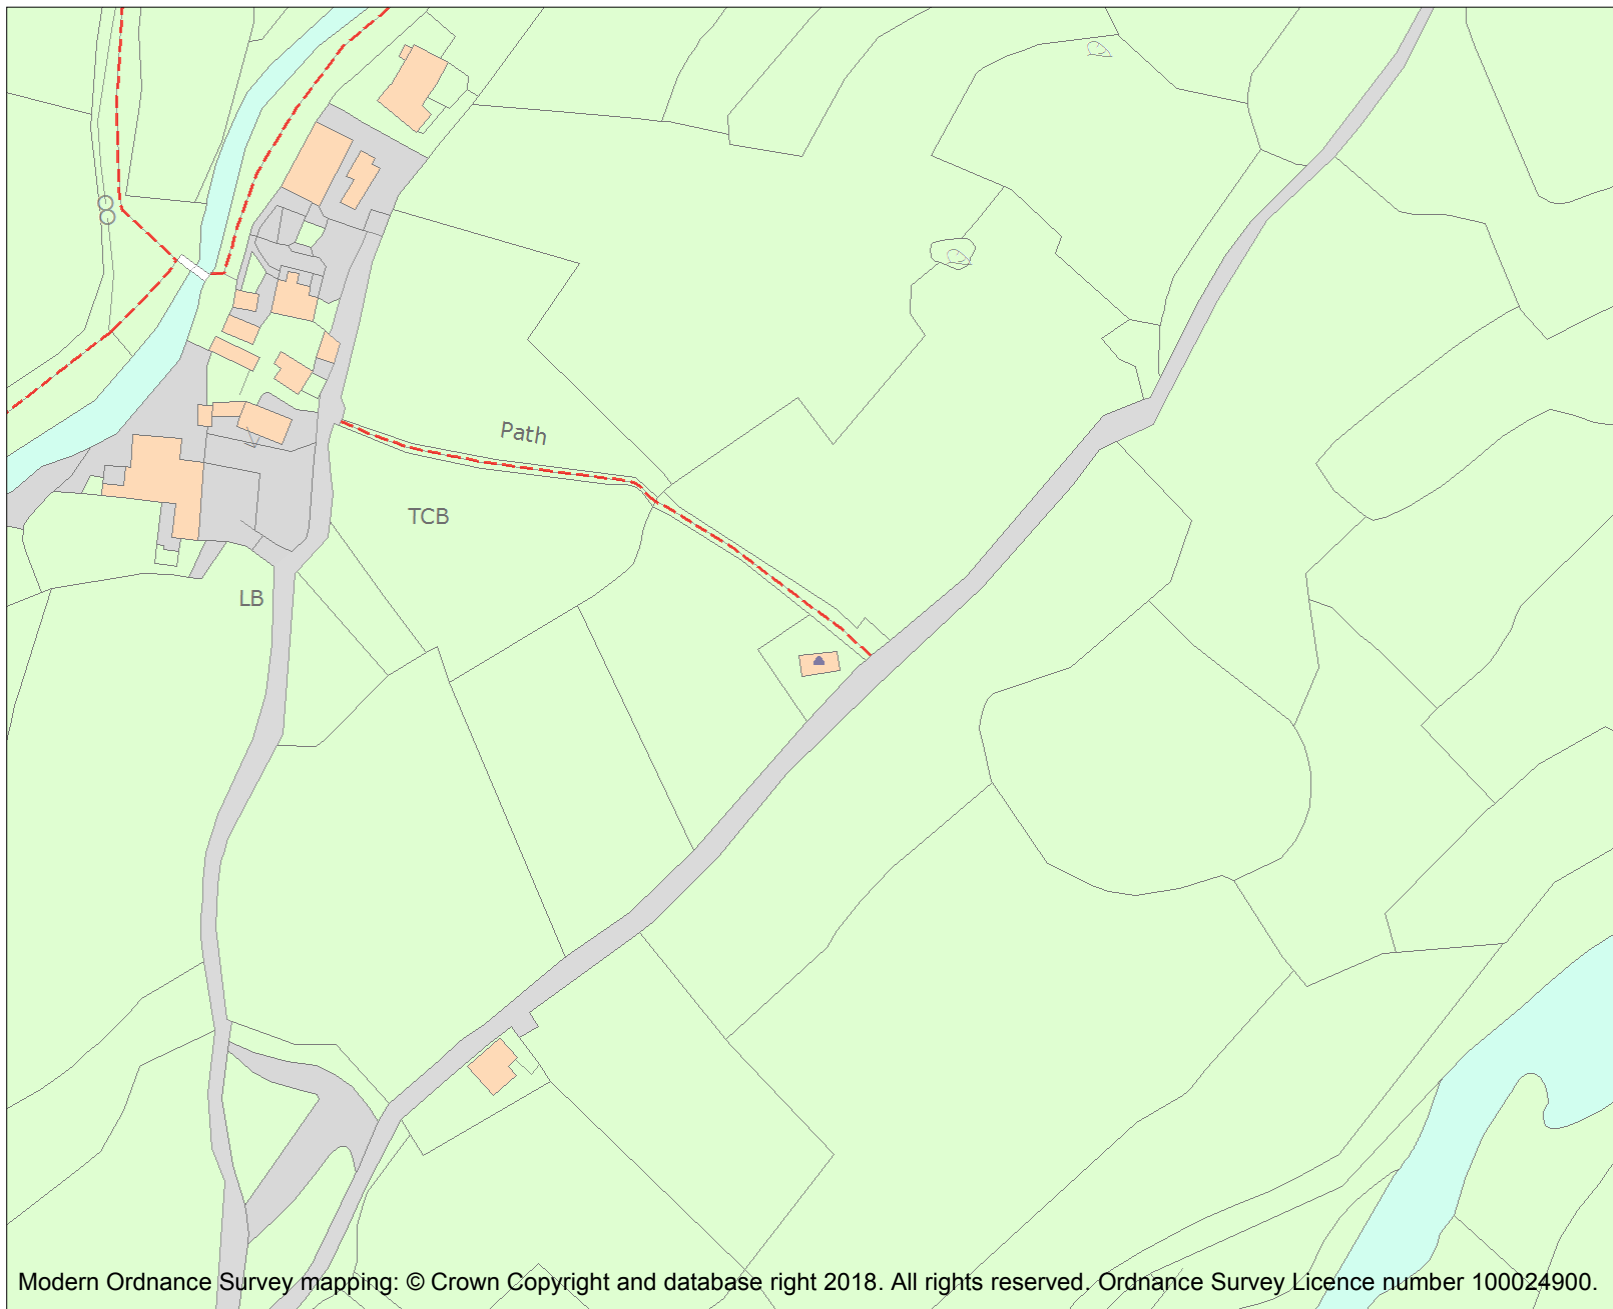 Path
TCB
LB
Modern Ordnance Survey mapping: © Crown Copyright and database right 2018. All rights reserved. Ordnance Survey Licence number 100024900.